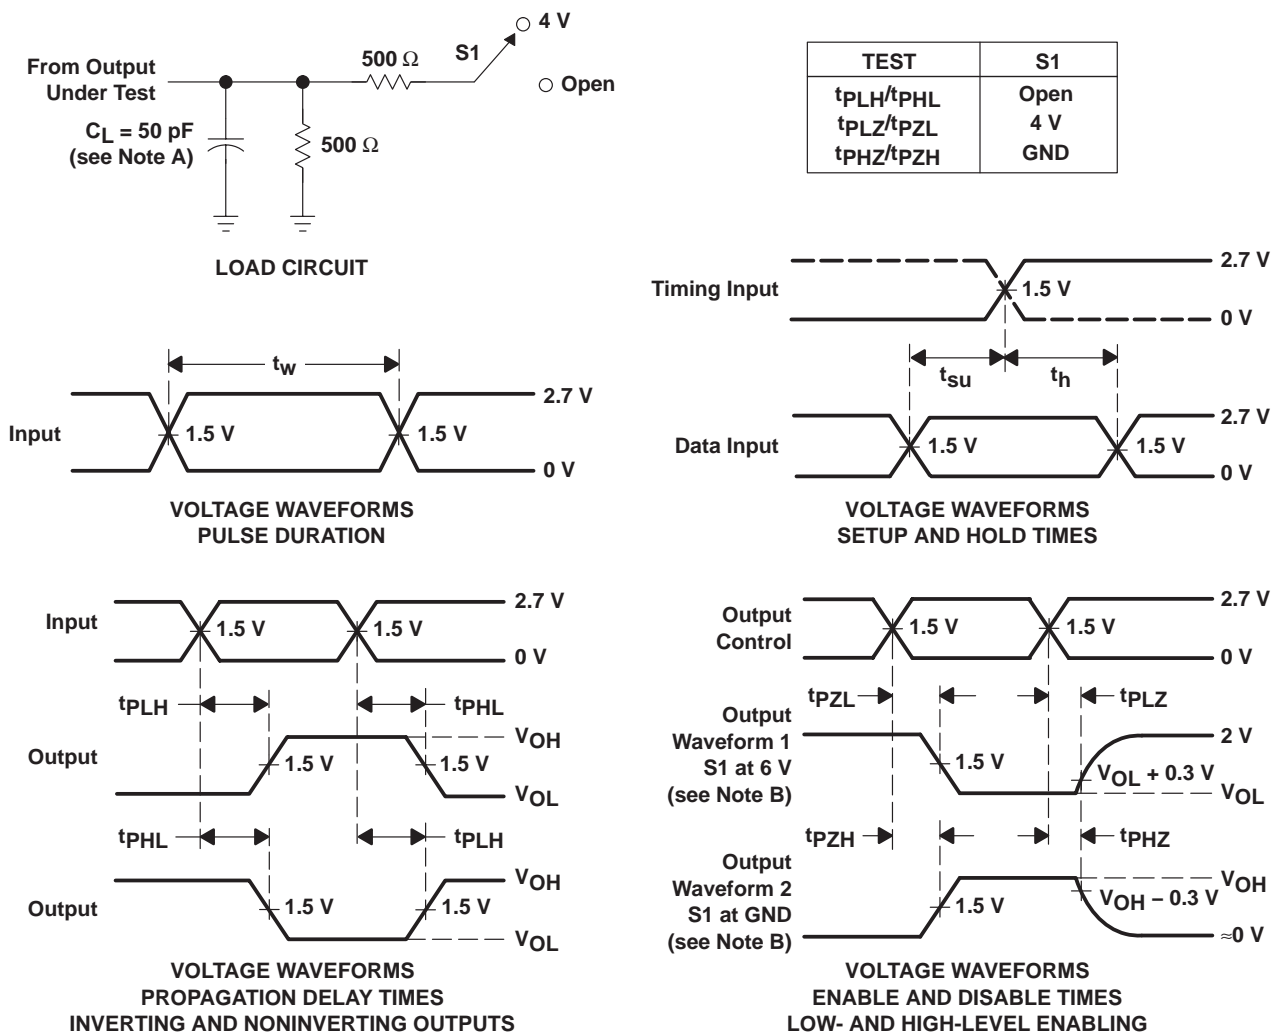 4 V
S1
500 Ω
Open
From Output
Under Test
CL = 50 pF
(see Note A)
500 Ω
LOAD CIRCUIT
TEST S1
tPLH/tPHL Open
tPLZ/tPZL 4 V
tPHZ/tPZH GND
Timing Input
2.7 V
1.5 V
0 V
tsu
th
Data Input
2.7 V
1.5 V
1.5 V
0 V
VOLTAGE WAVEFORMS
SETUP AND HOLD TIMES
tw
Input
2.7 V
1.5 V
1.5 V
0 V
VOLTAGE WAVEFORMS
PULSE DURATION
Input
2.7 V
1.5 V
1.5 V
0 V
tPLH
tPHL
Output
VOH
1.5 V
1.5 V
VOL
tPHL
tPLH
Output
VOH
1.5 V
1.5 V
VOL
VOLTAGE WAVEFORMS
PROPAGATION DELAY TIMES
INVERTING AND NONINVERTING OUTPUTS
Output
Control
2.7 V
1.5 V
1.5 V
0 V
tPZL
tPLZ
Output
Waveform 1
S1 at 6 V
(see Note B)
2 V
1.5 V
VOL + 0.3 V
VOL
tPZH
tPHZ
Output
Waveform 2
S1 at GND
(see Note B)
VOH
1.5 V
VOH − 0.3 V
≈0 V
VOLTAGE WAVEFORMS
ENABLE AND DISABLE TIMES
LOW- AND HIGH-LEVEL ENABLING